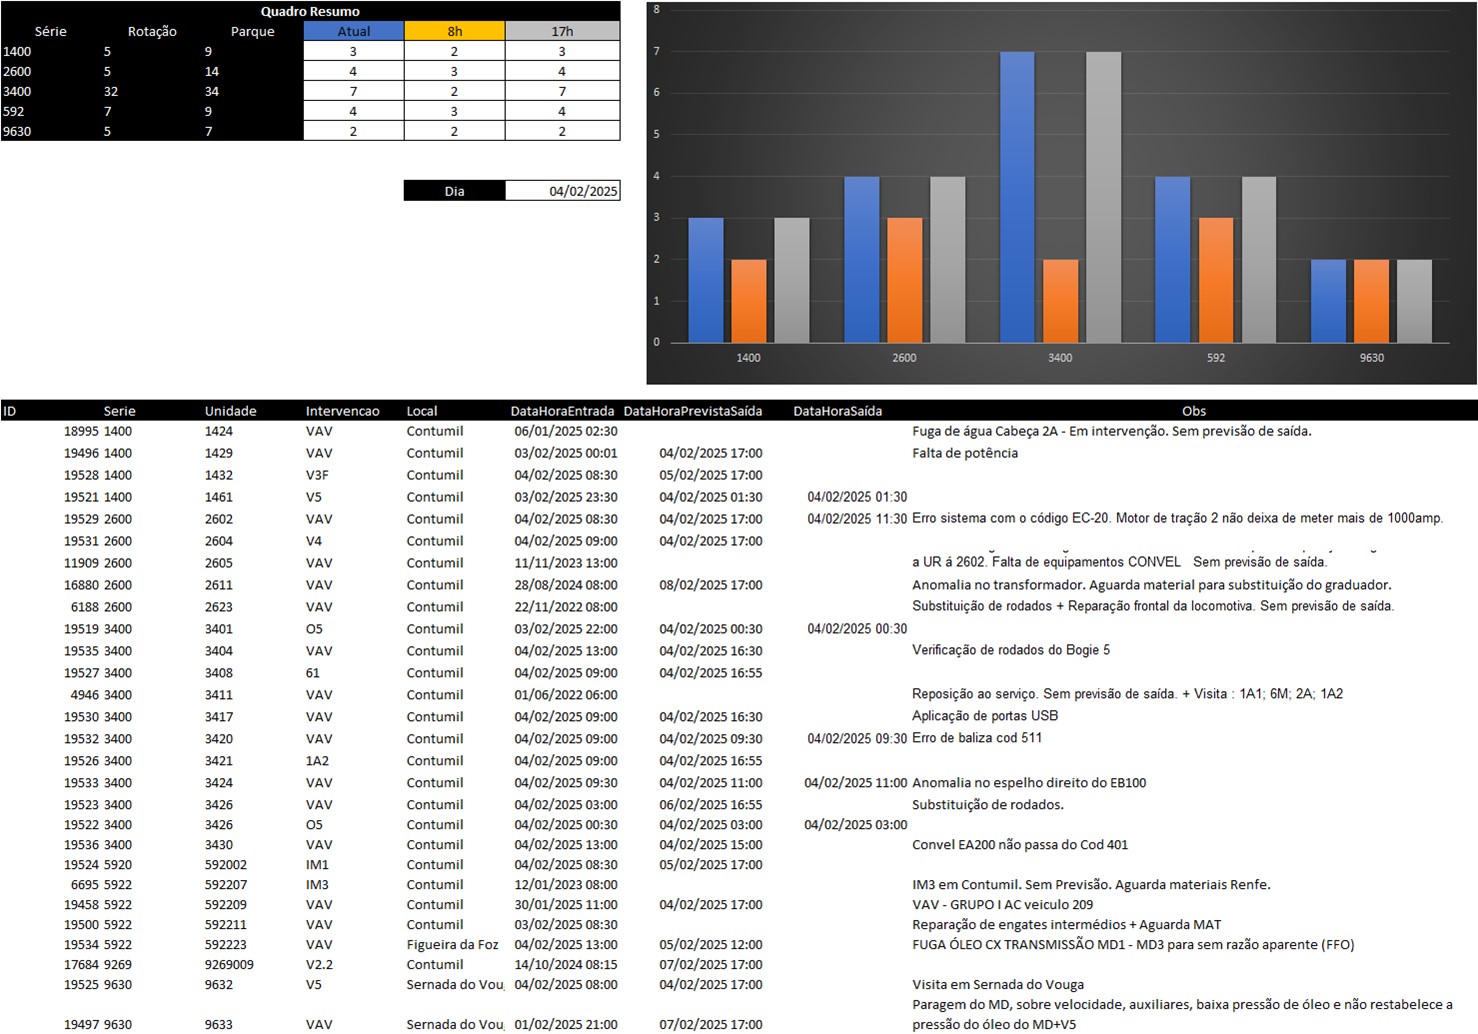 Quadro Resumo
Série Rotação Parque Atual 8h 17h
1400 5 9 3 2 3
2600 5 14 4 3 4
3400 32 34 7 2 7
592 7 9 4 3 4
9630 5 7 2 2 2
Dia 04/02/2025
8
7
6
5
4
3
2
1
0
1400 2600 3400 592 9630
ID Serie Unidade Intervencao Local DataHoraEntrada DataHoraPrevistaSaída DataHoraSaída Obs
18995 1400 1424 VAV Contumil 06/01/2025 02:30 Fuga de água Cabeça 2A - Em intervenção. Sem previsão de saída.
19496 1400 1429 VAV Contumil 03/02/2025 00:01 04/02/2025 17:00 Falta de potência
19528 1400 1432 V3F Contumil 04/02/2025 08:30 05/02/2025 17:00
19521 1400 1461 V5 Contumil 03/02/2025 23:30 04/02/2025 01:30 04/02/2025 01:30
19529 2600 2602 VAV Contumil 04/02/2025 08:30 04/02/2025 17:00 04/02/2025 11:30 Erro sistema com o código EC-20. Motor de tração 2 não deixa de meter mais de 1000amp.
19531 2600 2604 V4 Contumil 04/02/2025 09:00 04/02/2025 17:00
11909 2600 2605 VAV Contumil 11/11/2023 13:00 a UR á 2602. Falta de equipamentos CONVEL Sem previsão de saída.
16880 2600 2611 VAV Contumil 28/08/2024 08:00 08/02/2025 17:00 Anomalia no transformador. Aguarda material para substituição do graduador.
6188 2600 2623 VAV Contumil 22/11/2022 08:00 Substituição de rodados + Reparação frontal da locomotiva. Sem previsão de saída.
19519 3400 3401 O5 Contumil 03/02/2025 22:00 04/02/2025 00:30 04/02/2025 00:30
19535 3400 3404 VAV Contumil 04/02/2025 13:00 04/02/2025 16:30 Verificação de rodados do Bogie 5
19527 3400 3408 61 Contumil 04/02/2025 09:00 04/02/2025 16:55
4946 3400 3411 VAV Contumil 01/06/2022 06:00 Reposição ao serviço. Sem previsão de saída. + Visita : 1A1; 6M; 2A; 1A2
19530 3400 3417 VAV Contumil 04/02/2025 09:00 04/02/2025 16:30 Aplicação de portas USB
19532 3400 3420 VAV Contumil 04/02/2025 09:00 04/02/2025 09:30 04/02/2025 09:30 Erro de baliza cod 511
19526 3400 3421 1A2 Contumil 04/02/2025 09:00 04/02/2025 16:55
19533 3400 3424 VAV Contumil 04/02/2025 09:30 04/02/2025 11:00 04/02/2025 11:00 Anomalia no espelho direito do EB100
19523 3400 3426 VAV Contumil 04/02/2025 03:00 06/02/2025 16:55 Substituição de rodados.
19522 3400 3426 O5 Contumil 04/02/2025 00:30 04/02/2025 03:00 04/02/2025 03:00
19536 3400 3430 VAV Contumil 04/02/2025 13:00 04/02/2025 15:00 Convel EA200 não passa do Cod 401
19524 5920 592002 IM1 Contumil 04/02/2025 08:30 05/02/2025 17:00
6695 5922 592207 IM3 Contumil 12/01/2023 08:00 IM3 em Contumil. Sem Previsão. Aguarda materiais Renfe.
19458 5922 592209 VAV Contumil 30/01/2025 11:00 04/02/2025 17:00 VAV - GRUPO I AC veiculo 209
19500 5922 592211 VAV Contumil 03/02/2025 08:30 Reparação de engates intermédios + Aguarda MAT
19534 5922 592223 VAV Figueira da Foz 04/02/2025 13:00 05/02/2025 12:00 FUGA ÓLEO CX TRANSMISSÃO MD1 - MD3 para sem razão aparente (FFO)
17684 9269 9269009 V2.2 Contumil 14/10/2024 08:15 07/02/2025 17:00
19525 9630 9632 V5 Sernada do Vou 04/02/2025 08:00 04/02/2025 17:00 Visita em Sernada do Vouga
Paragem do MD, sobre velocidade, auxiliares, baixa pressão de óleo e não restabelece a
19497 9630 9633 VAV Sernada do Vou 01/02/2025 21:00 07/02/2025 17:00 pressão do óleo do MD+V5